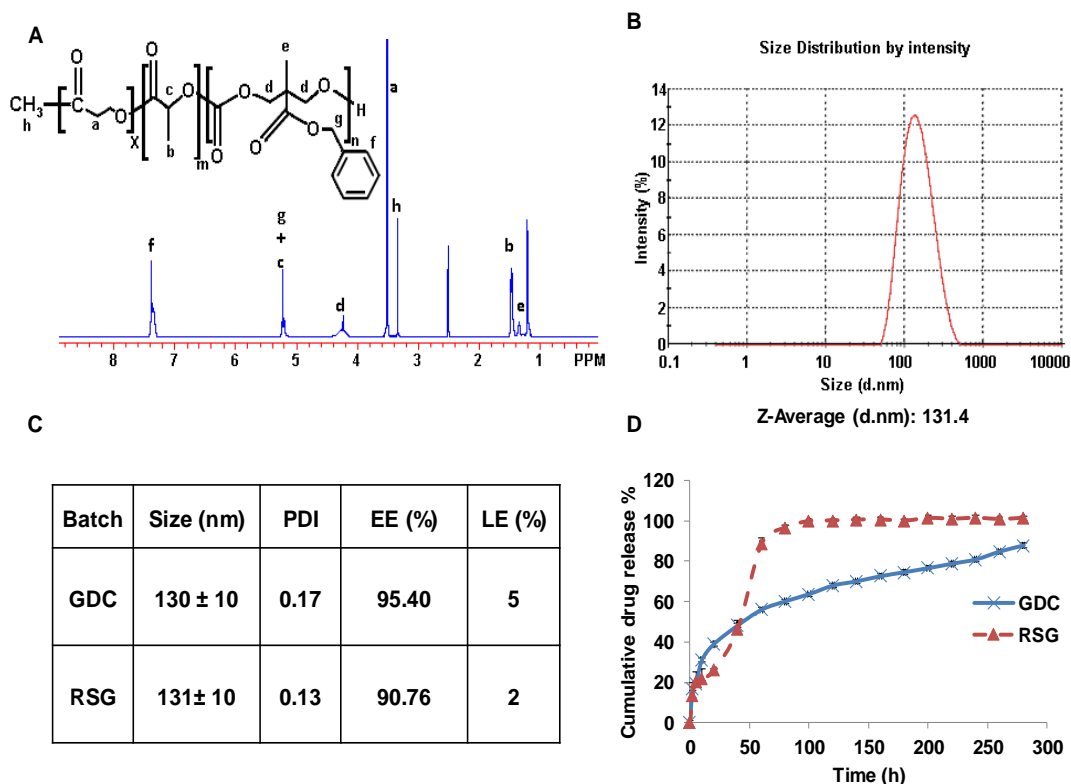 A
O
O
O
O
e
c
d
d
O
O
O
H
CH3
O
a
O
g
h
X
b
m
O
O
O
n
f
a
h
g
+
c
f
d
b
e
8
7
6
5
4
3
2
1
PPM
B
Size Distribution by intensity
Intensity (%)
14
12
10
8
6
4
2
0
0.1
1
10
100
1000
10000
Size (d.nm)
Z-Average (d.nm): 131.4
C
Batch Size (nm) PDI EE (%) LE (%)
GDC 130 ± 10 0.17 95.40 5
RSG 131± 10 0.13 90.76 2
D
Cumulative drug release %
120
100
80
60
40
20
0
0 50 100 150 200 250 300
Time (h)
GDC
RSG